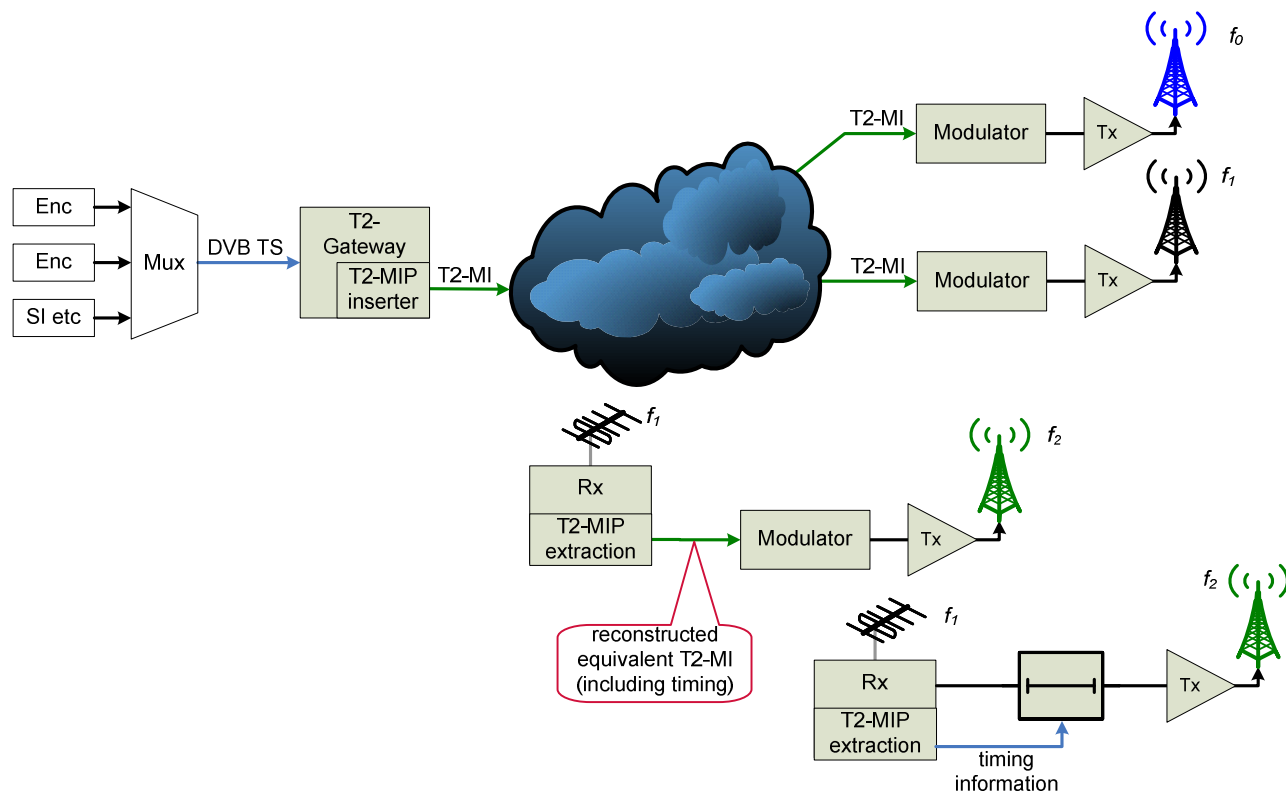 f0
T2-MI
Modulator
Tx
f1
Enc
Enc
SI etc
Mux
DVB TS
T2-
Gateway
T2-MIP
inserter
T2-MI
T2-MI
Modulator
Tx
f1
Rx
T2-MIP
extraction
Modulator
Tx
f2
reconstructed
equivalent T2-MI
(including timing)
f1
Rx
T2-MIP
extraction
timing
information
Tx
f2